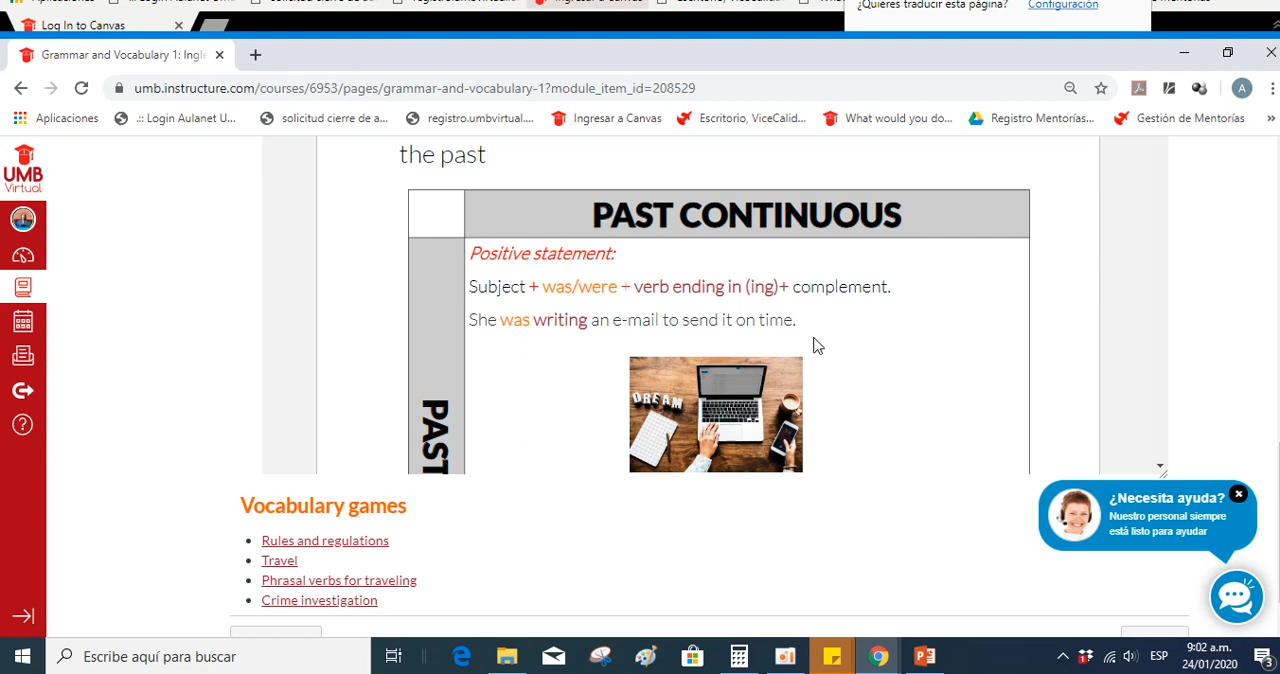 ¿Quieres traducir esta página? Configuración
Log In to Canvas
Grammar and Vocabulary 1: Ingl
umb.instructure.com/courses/6953/pages/grammar-and-vocabulary-1?module_item_id=208529
Aplicaciones .:: Login Aulanet U... solicitud cierre de a... registro.umbvirtual.... Ingresar a Canvas Escritorio, ViceCalid... What would you do... Registro Mentorías... Gestión de Mentorías
UMB
Virtual
the past
PAST CONTINUOUS
Positive statement:
Subject + was/were + verb ending in (ing)+ complement.
She was writing an e-mail to send it on time.
DREAM
PAST
Vocabulary games
Rules and regulations
Travel
Phrasal verbs for traveling
Crime investigation
¿Necesita ayuda?
Nuestro personal siempre
está listo para ayudar
Escribe aquí para buscar
ESP
9:02 a.m.
24/01/2020
3